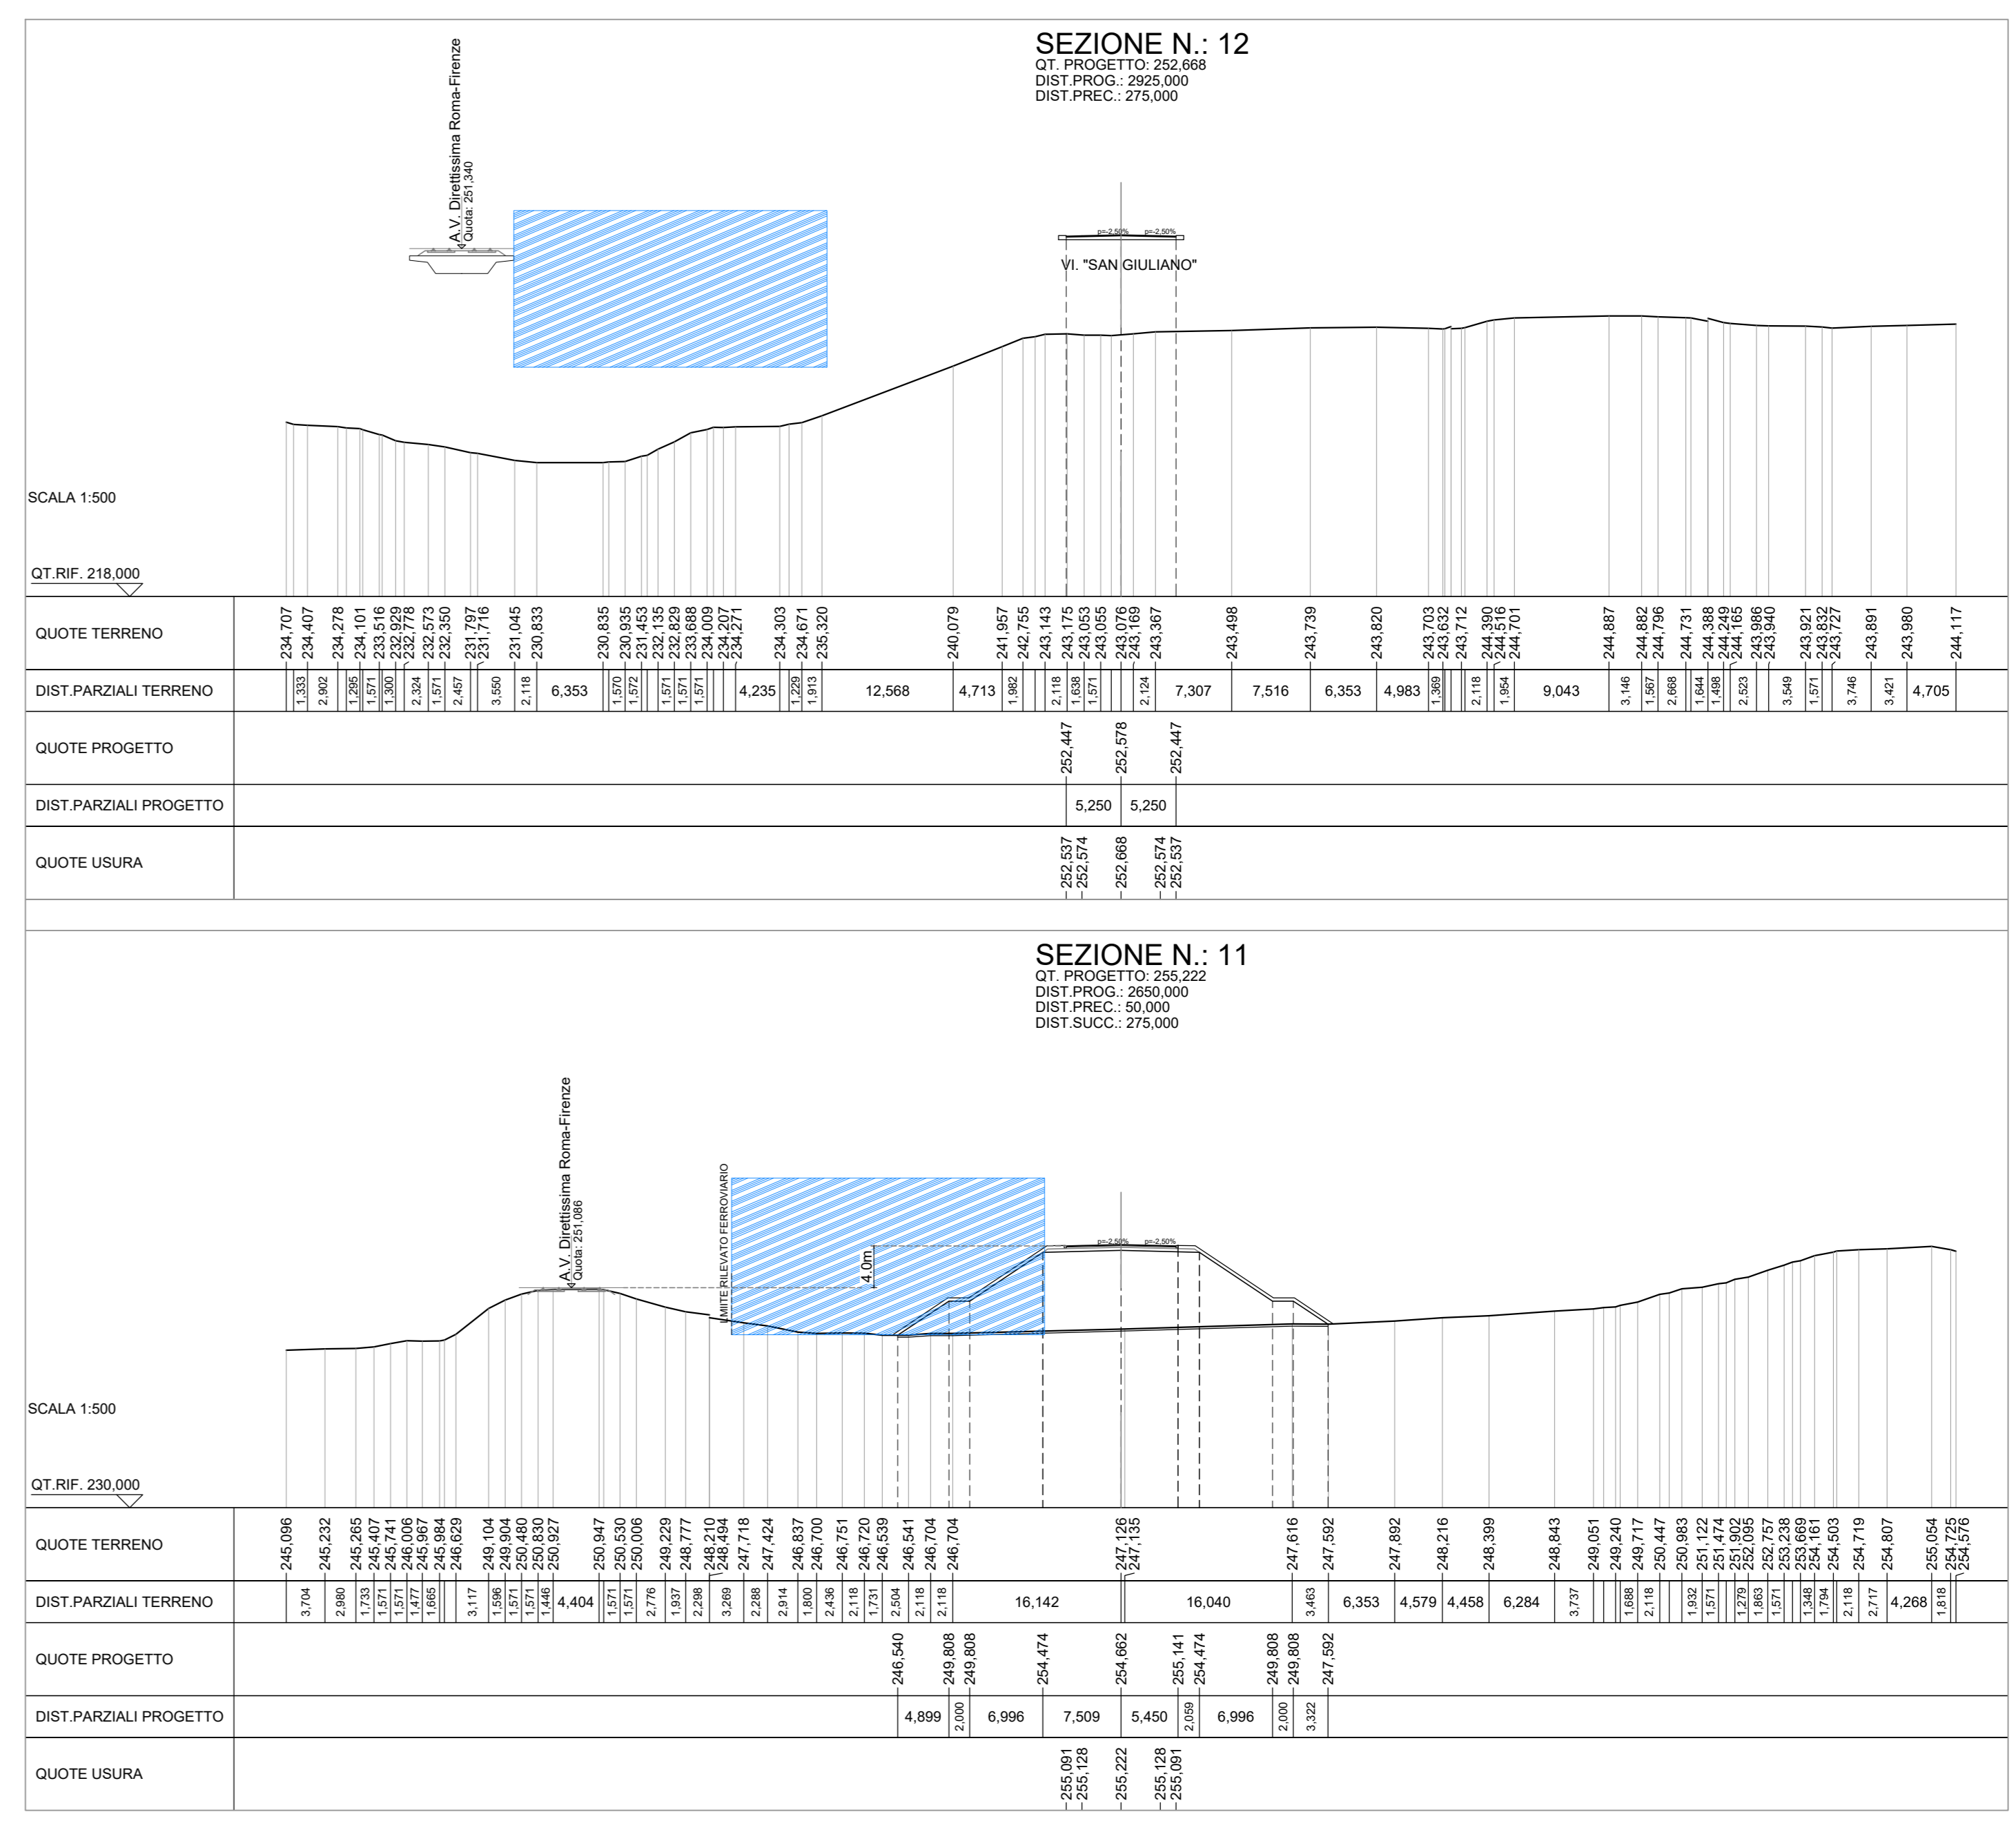 SEZIONE N.: 12
QT. PROGETTO: 252,668
DIST.PROG.: 2925,000
DIST.PREC.: 275,000
A.V. Direttissima Roma-Firenze
Quota: 251,340
p=-2,50% p=-2,50%
VI. "SAN GIULIANO"
SCALA 1:500
QT.RIF. 218,000
QUOTE TERRENO 234,707 234,407 234,278 234,101 233,516 232,929 232,778 232,573 232,350 231,797 231,716 231,045 230,833 230,835 230,935 231,453 232,135 232,829 233,688 234,009 234,207 234,271 234,303 234,671 235,320 240,079 241,957 242,755 243,143 243,175 243,053 243,055 243,076 243,169 243,367 243,498 243,739 243,820 243,703 243,632 243,712 244,390 244,516 244,701 244,887 244,882 244,796 244,731 244,388 244,249 244,165 243,986 243,940 243,921 243,832 243,727 243,891 243,980 244,117
DIST.PARZIALI TERRENO 1,333 2,902 1,295 1,571 1,300 2,324 1,571 2,457 3,550 2,118 6,353 1,570 1,572 1,571 1,571 1,571 4,235 1,229 1,913 12,568 4,713 1,982 2,118 1,638 1,571 2,124 7,307 7,516 6,353 4,983 1,369 2,118 1,954 9,043 3,146 1,567 2,668 1,644 1,498 2,523 3,549 1,571 3,746 3,421 4,705
QUOTE PROGETTO 252,447 252,578 252,447
DIST.PARZIALI PROGETTO 5,250 5,250
QUOTE USURA 252,537 252,574 252,668 252,574 252,537
SEZIONE N.: 11
QT. PROGETTO: 255,222
DIST.PROG.: 2650,000
DIST.PREC.: 50,000
DIST.SUCC.: 275,000
A.V. Direttissima Roma-Firenze
Quota: 251,086
LMIITE RILEVATO FERROVIARIO
4.0m
p=-2,50% p=-2,50%
SCALA 1:500
QT.RIF. 230,000
QUOTE TERRENO 245,096 245,232 245,265 245,407 245,741 246,006 245,967 245,984 246,629 249,104 249,904 250,480 250,830 250,927 250,947 250,530 250,006 249,229 248,777 248,210 248,494 247,718 247,424 246,837 246,700 246,751 246,720 246,539 246,541 246,704 246,704 247,126 247,135 247,616 247,592 247,892 248,216 248,399 248,843 249,051 249,240 249,717 250,447 250,983 251,122 251,474 251,902 252,095 252,757 253,238 253,669 254,161 254,503 254,719 254,807 255,054 254,725 254,576
DIST.PARZIALI TERRENO 3,704 2,980 1,733 1,571 1,571 1,477 1,665 3,117 1,596 1,571 1,571 1,446 4,404 1,571 1,571 2,776 1,937 2,298 3,269 2,288 2,914 1,800 2,436 2,118 1,731 2,504 2,118 2,118 16,142 16,040 3,463 6,353 4,579 4,458 6,284 3,737 1,688 2,118 1,932 1,571 1,279 1,863 1,571 1,348 1,794 2,118 2,717 4,268 1,818
QUOTE PROGETTO 246,540 249,808 249,808 254,474 254,662 255,141 254,474 249,808 249,808 247,592
DIST.PARZIALI PROGETTO 4,899 2,000 6,996 7,509 5,450 2,059 6,996 2,000 3,322
QUOTE USURA 255,091 255,128 255,222 255,128 255,091